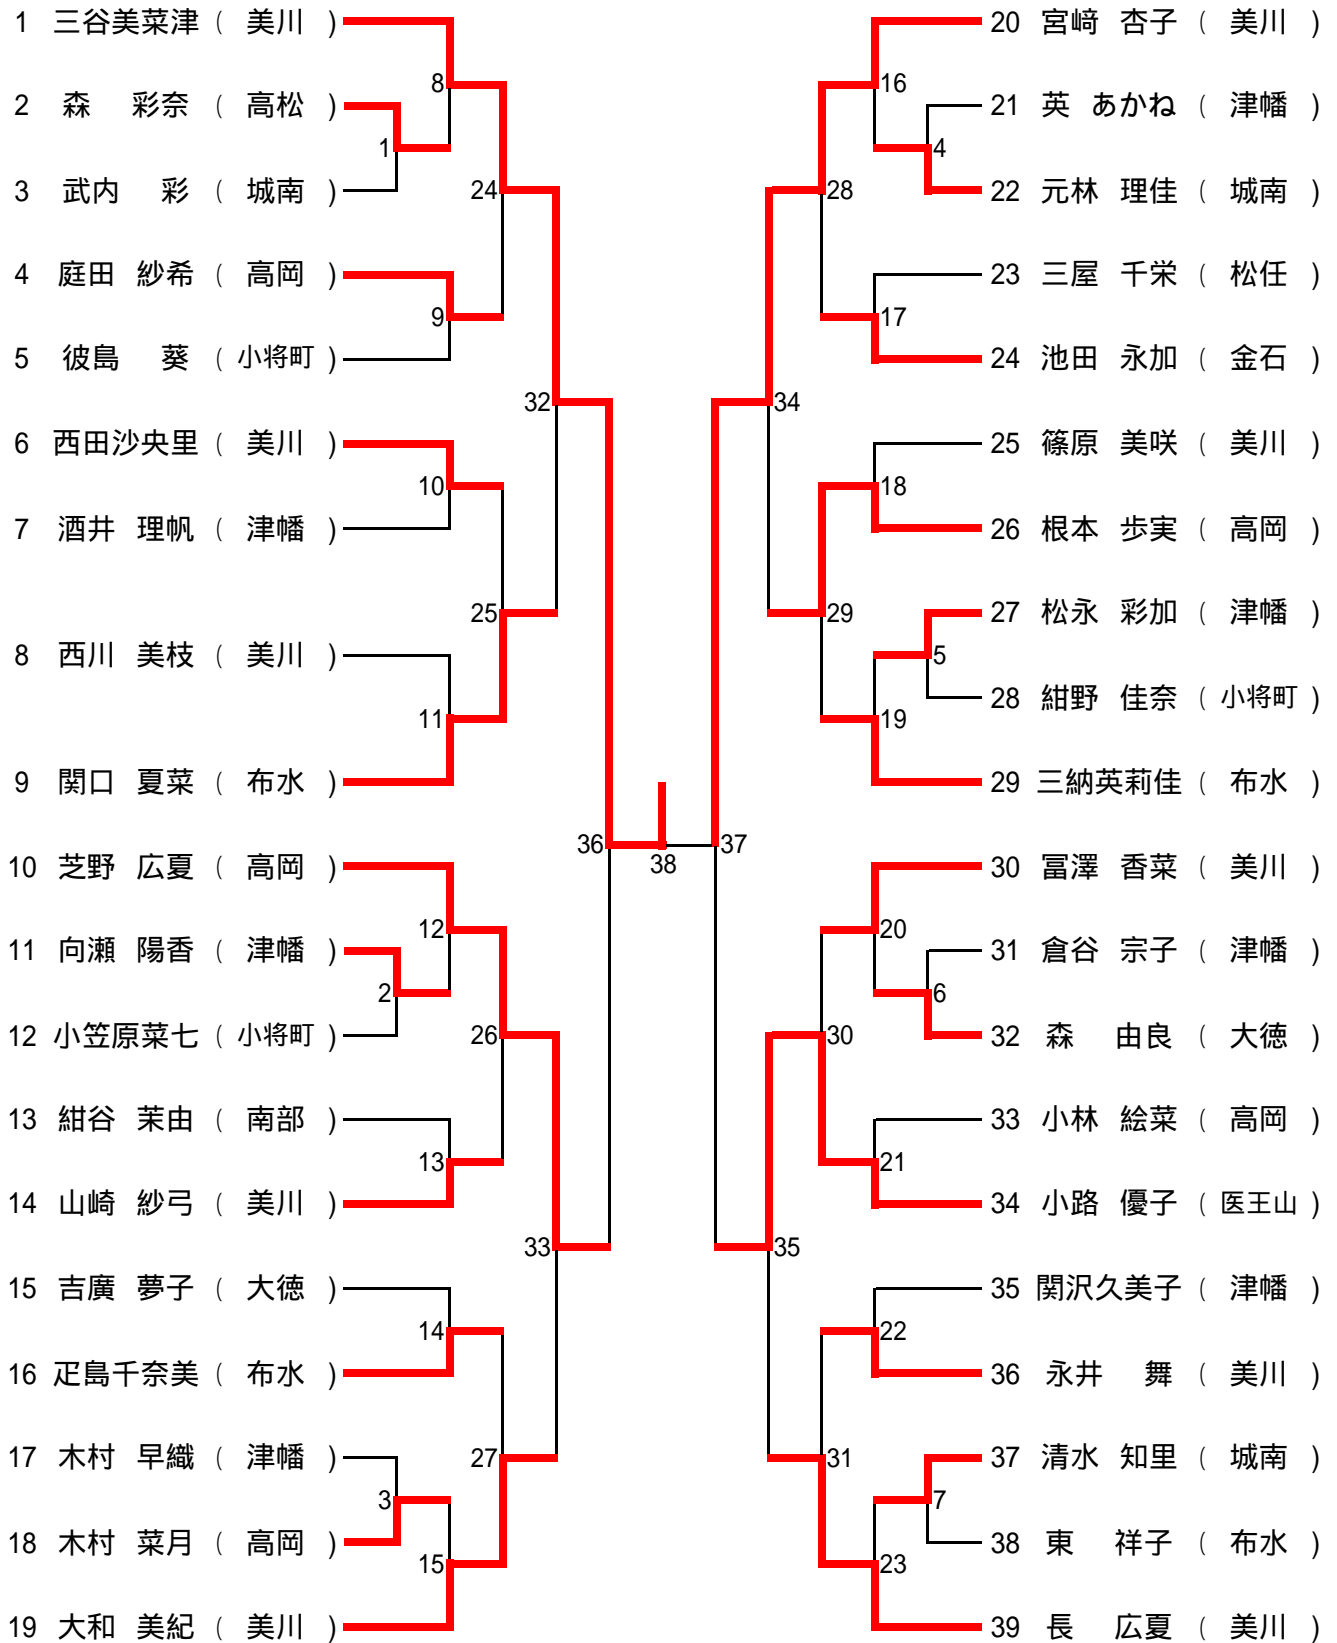 1 三谷美菜津 ( 美川 )
2 森 彩奈 ( 高松 )
3 武内 彩 ( 城南 )
4 庭田 紗希 ( 高岡 )
5 彼島 葵 ( 小将町 )
6 西田沙央里 ( 美川 )
7 酒井 理帆 ( 津幡 )
8 西川 美枝 ( 美川 )
9 関口 夏菜 ( 布水 )
10 芝野 広夏 ( 高岡 )
11 向瀬 陽香 ( 津幡 )
12 小笠原菜七 ( 小将町 )
13 紺谷 茉由 ( 南部 )
14 山崎 紗弓 ( 美川 )
15 吉廣 夢子 ( 大徳 )
16 疋島千奈美 ( 布水 )
17 木村 早織 ( 津幡 )
18 木村 菜月 ( 高岡 )
19 大和 美紀 ( 美川 )
8
1
24
9
32
10
25
11
36
12
2
26
13
33
14
27
3
15
38
37
16
4
28
17
34
18
29
5
19
20
6
30
21
35
22
31
7
23
20 宮﨑 杏子 ( 美川 )
21 英 あかね ( 津幡 )
22 元林 理佳 ( 城南 )
23 三屋 千栄 ( 松任 )
24 池田 永加 ( 金石 )
25 篠原 美咲 ( 美川 )
26 根本 歩実 ( 高岡 )
27 松永 彩加 ( 津幡 )
28 紺野 佳奈 ( 小将町 )
29 三納英莉佳 ( 布水 )
30 冨澤 香菜 ( 美川 )
31 倉谷 宗子 ( 津幡 )
32 森 由良 ( 大徳 )
33 小林 絵菜 ( 高岡 )
34 小路 優子 ( 医王山 )
35 関沢久美子 ( 津幡 )
36 永井 舞 ( 美川 )
37 清水 知里 ( 城南 )
38 東 祥子 ( 布水 )
39 長 広夏 ( 美川 )